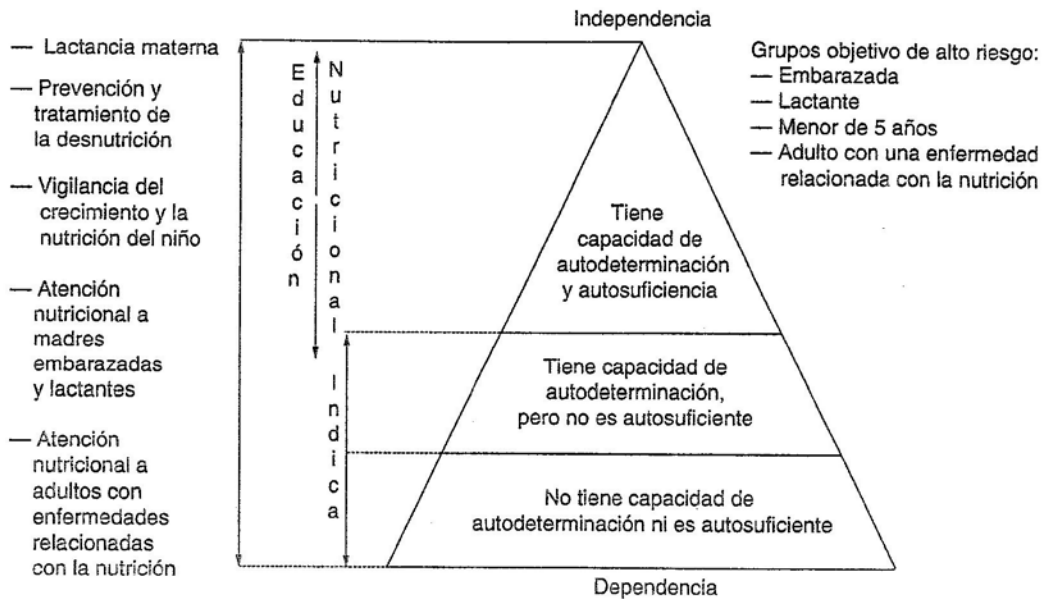 Independencia
— Lactancia materna
— Prevención y
tratamiento de
la desnutrición
— Vigilancia del
crecimiento y la
nutrición del niño
— Atención
nutricional a
madres
embarazadas
y lactantes
— Atención
nutricional a
adultos con
enfermedades
relacionadas
con la nutrición
Educación
Nutricional
Indica
Grupos objetivo de alto riesgo:
— Embarazada
— Lactante
— Menor de 5 años
— Adulto con una enfermedad
relacionada con la nutrición
Tiene
capacidad de
autodeterminación
y autosuficiencia
Tiene capacidad de
autodeterminación,
pero no es autosuficiente
No tiene capacidad de
autodeterminación ni es autosuficiente
Dependencia